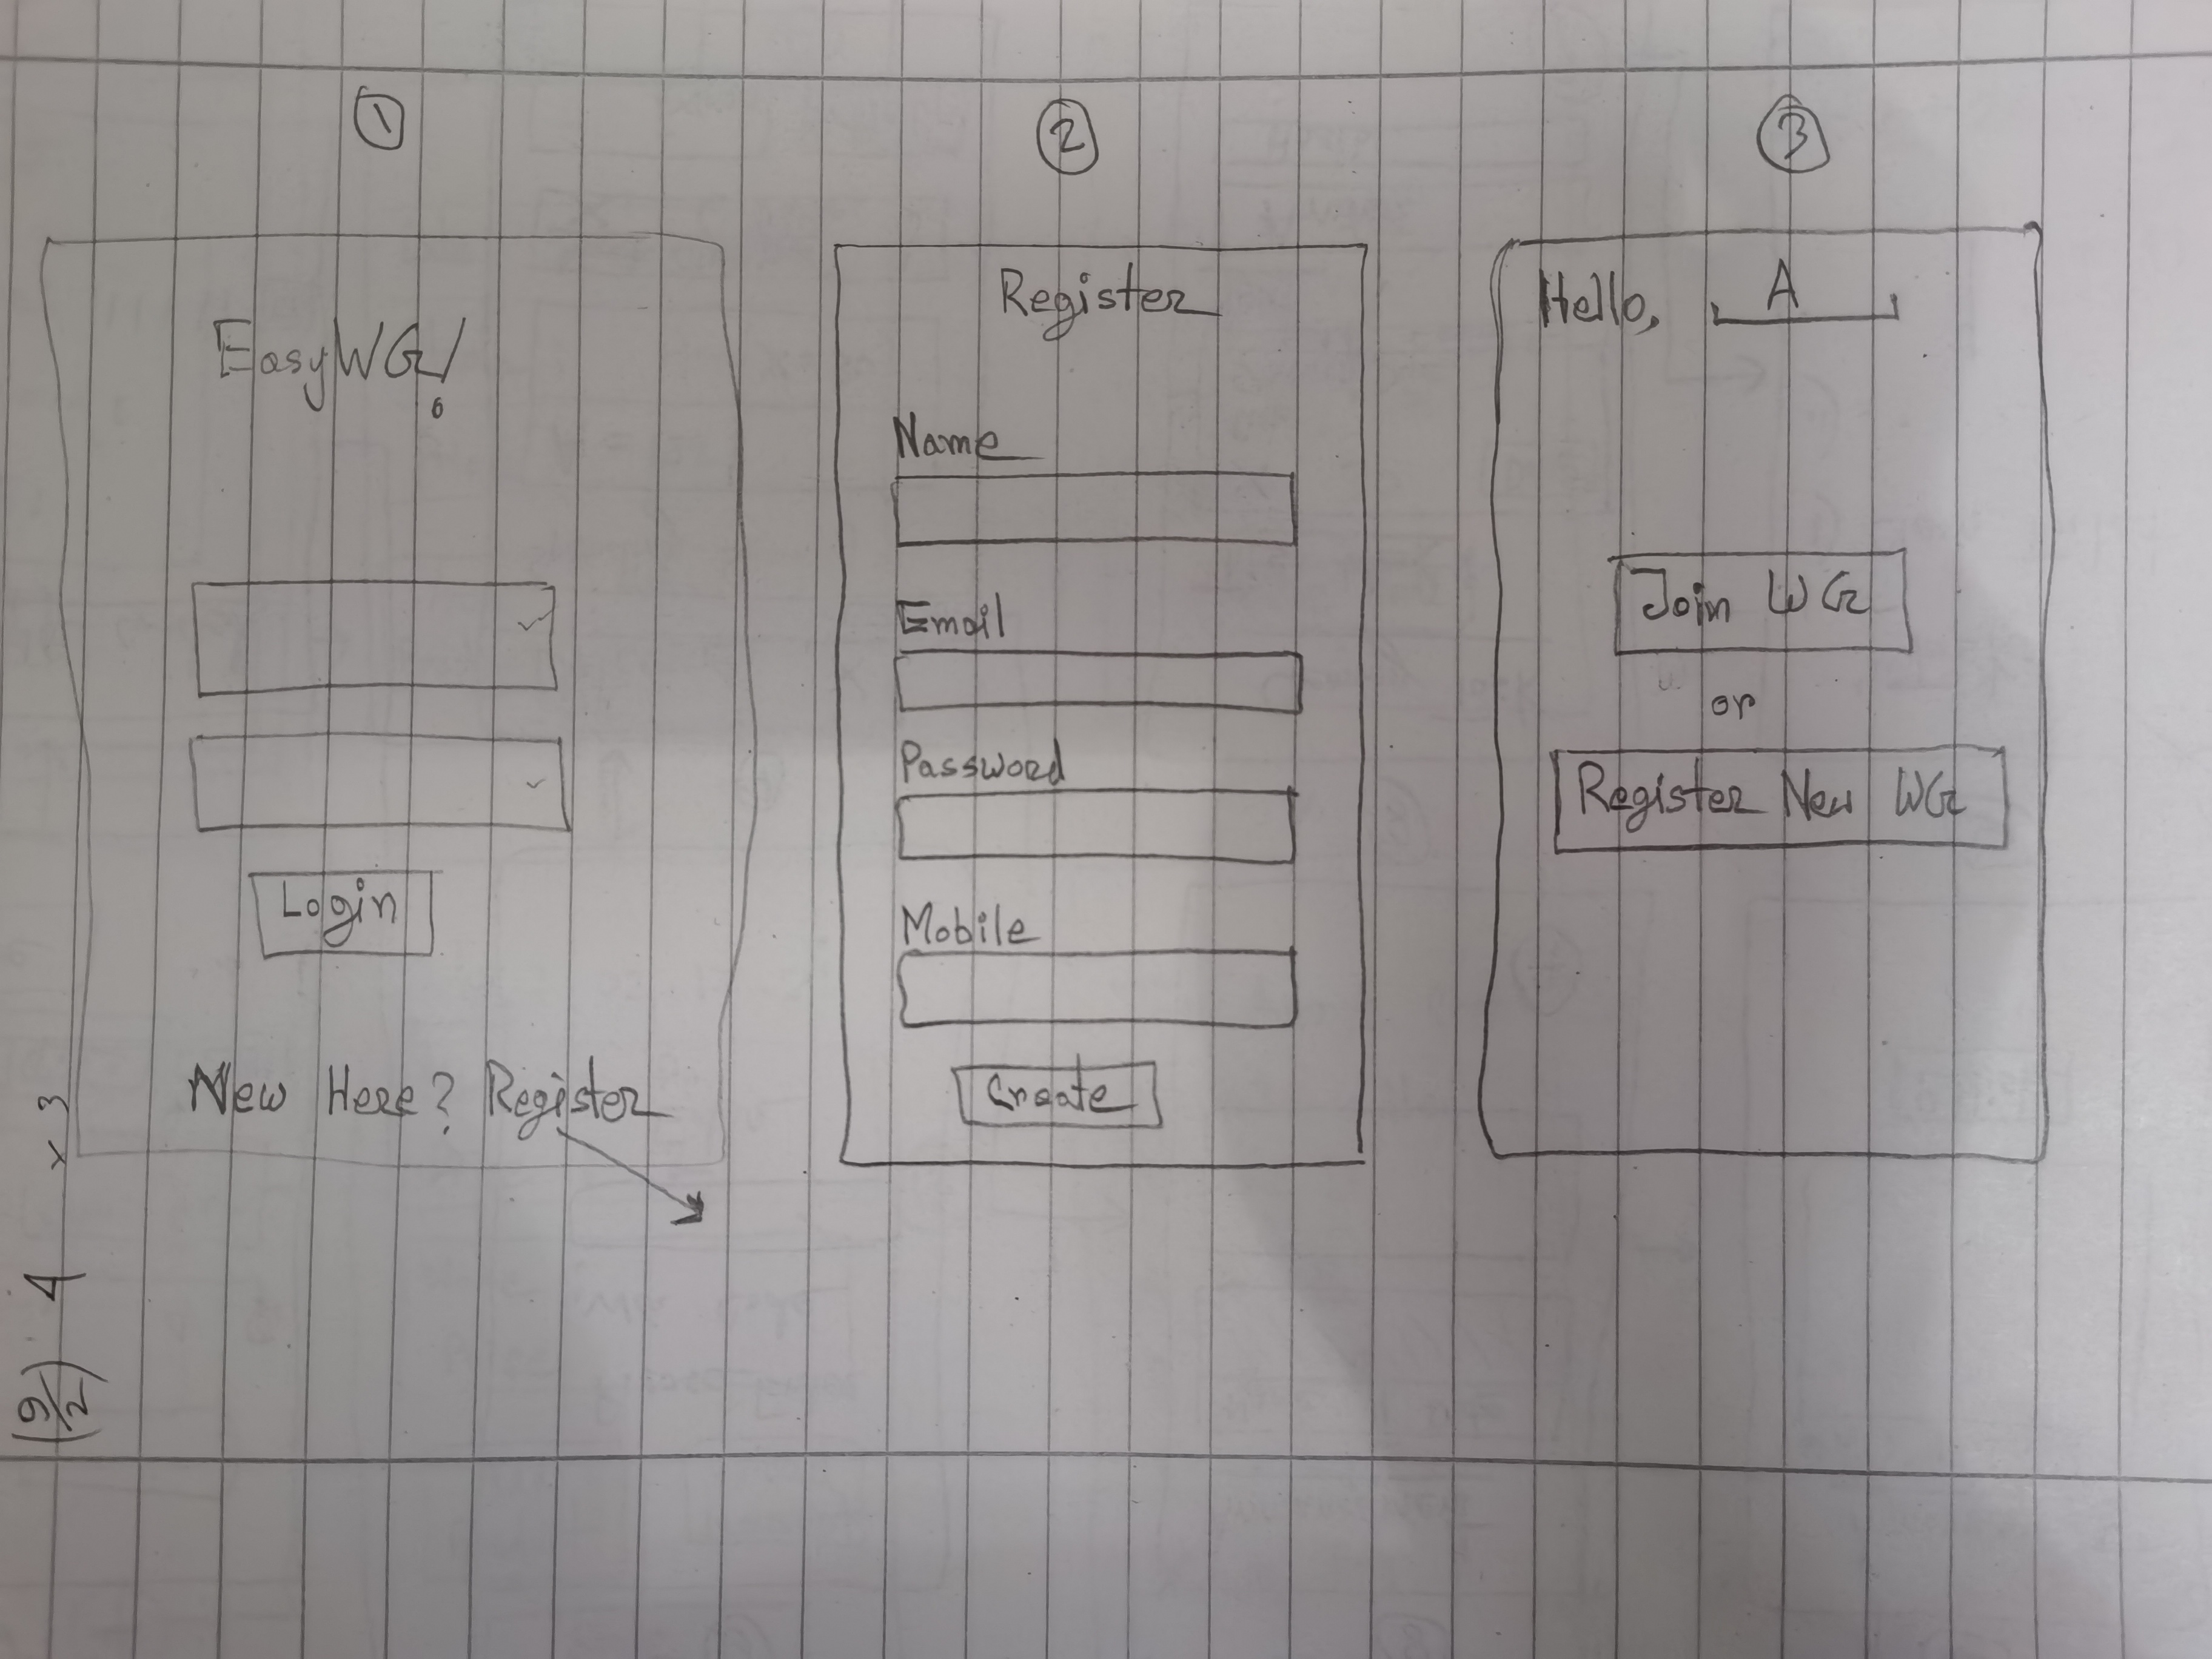 1
EasyWG!
Login
New Here? Register
2
Register
Name
Email
Password
Mobile
Create
3
Hello, A
Join WG
or
Register New WG
(9/2) 4 x 3